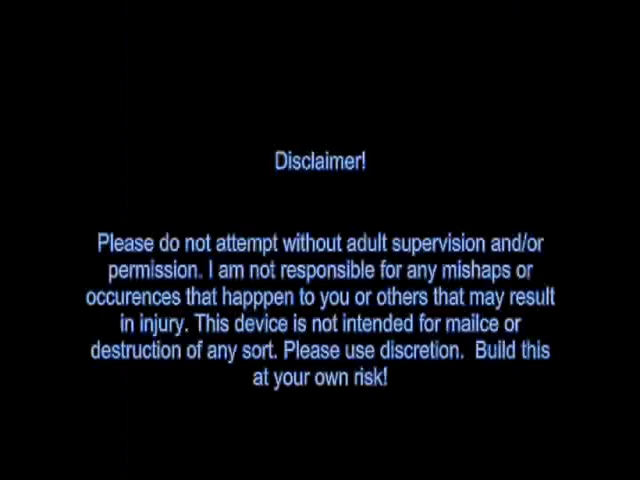 Disclaimer!
Please do not attempt without adult supervision and/or
permission. I am not responsible for any mishaps or
occurences that happpen to you or others that may result
in injury. This device is not intended for mailce or
destruction of any sort. Please use discretion.  Build this
at your own risk!